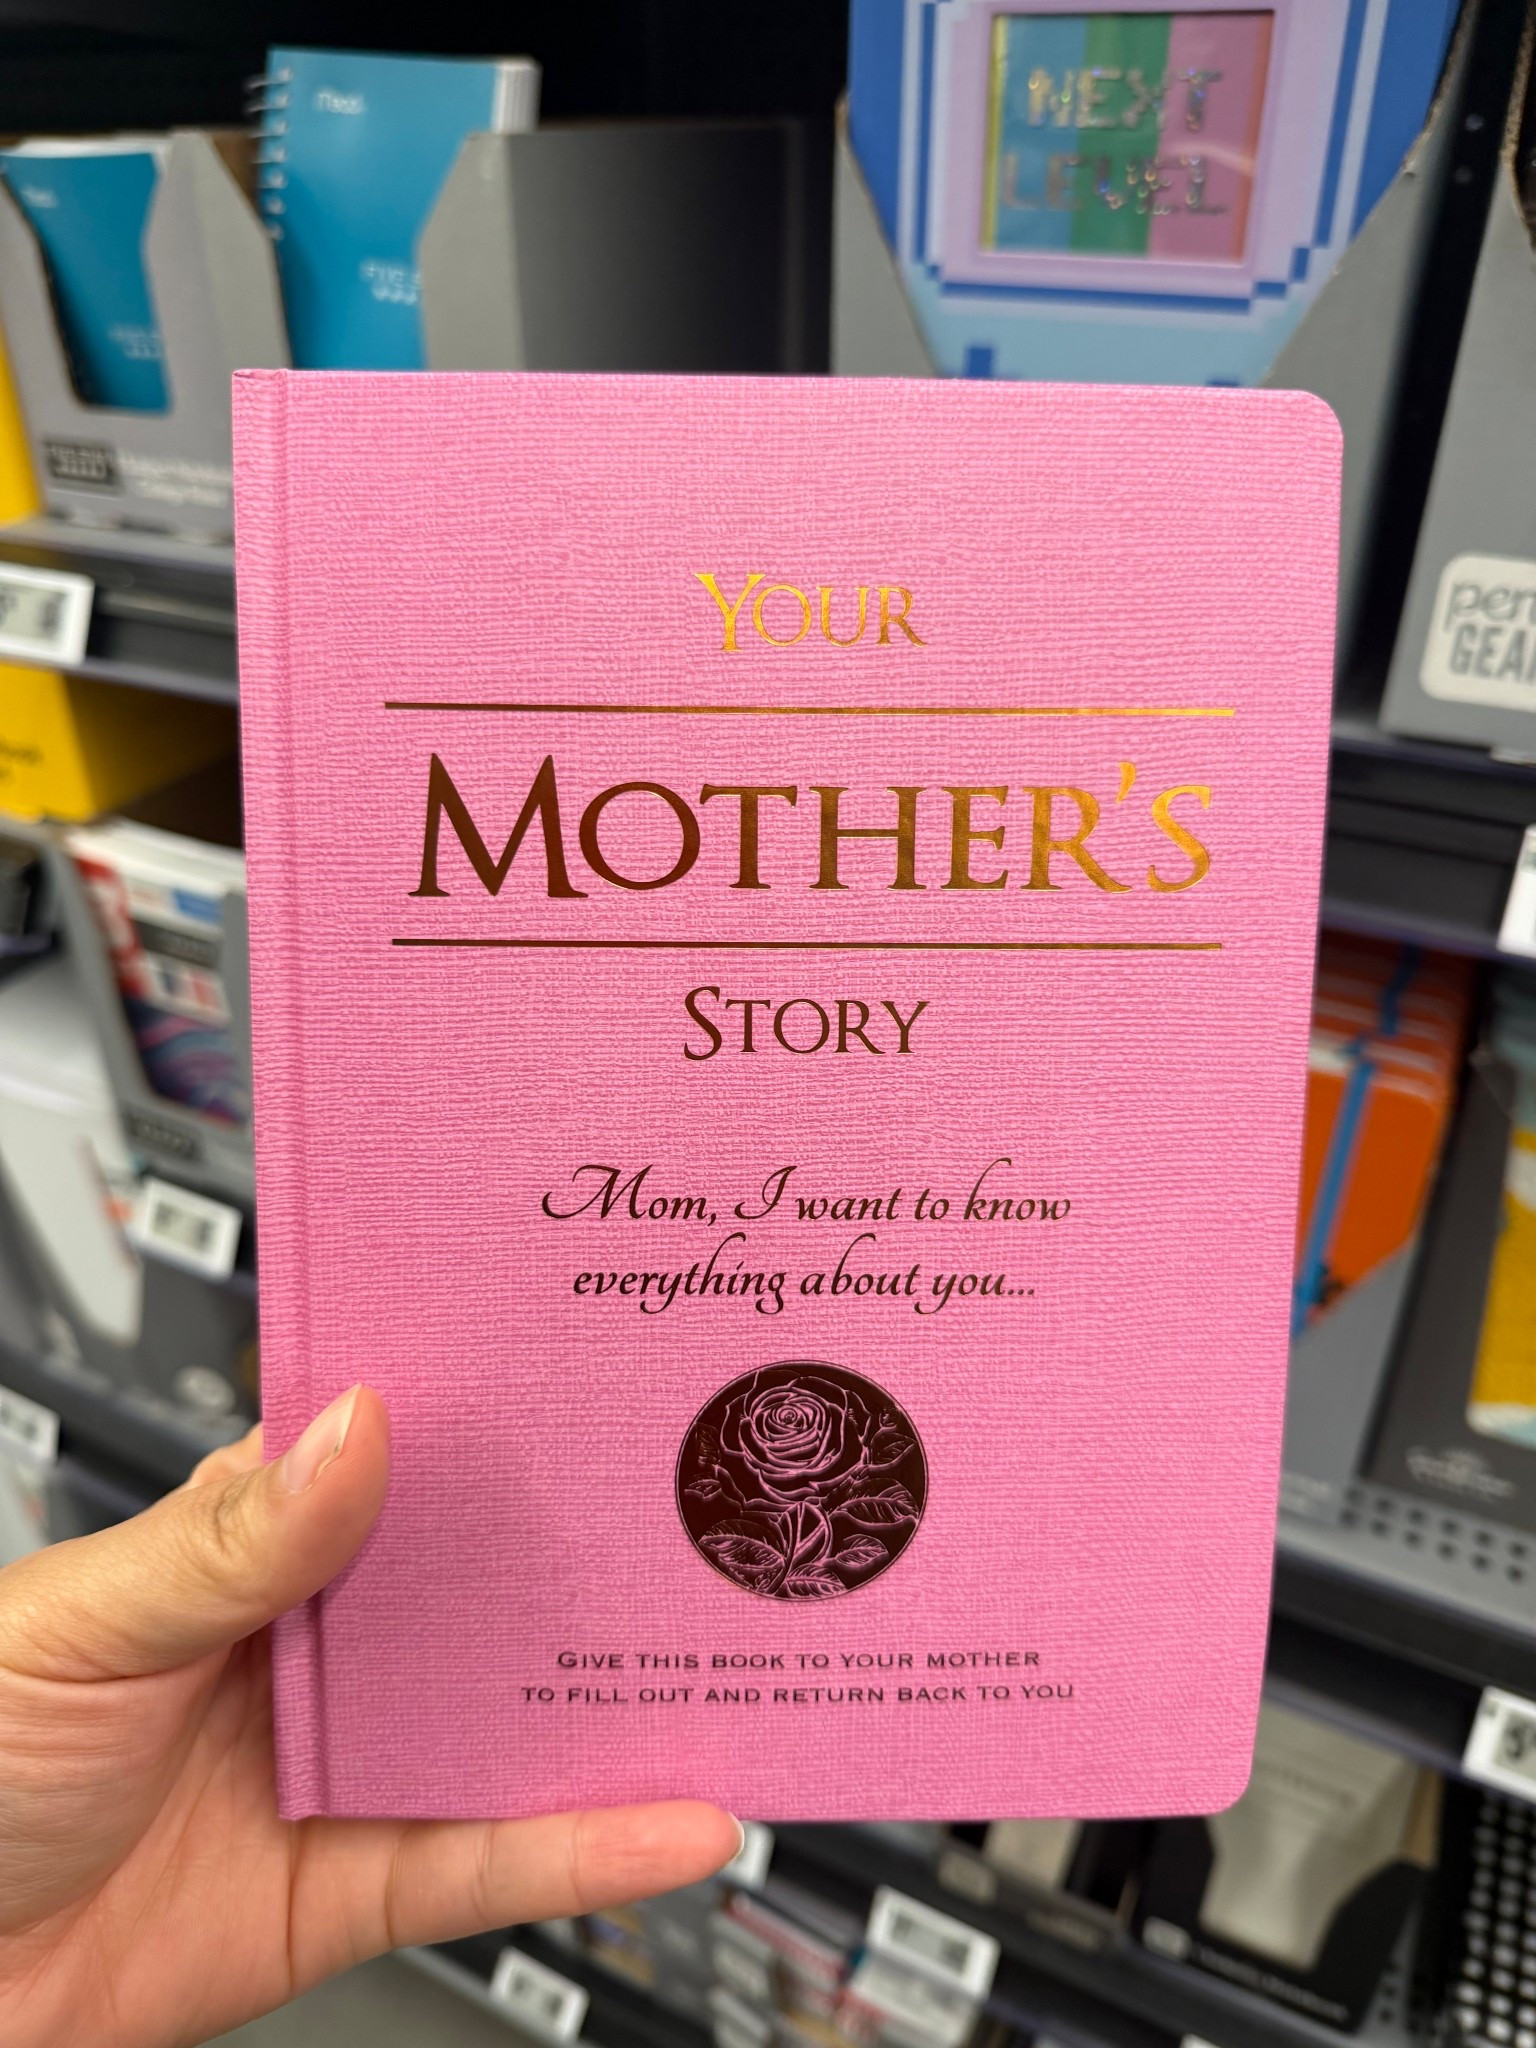 NEXT
LEVEL
YOUR
MOTHER'S
STORY
Mom, I want to know
everything about you...
GIVE THIS BOOK TO YOUR MOTHER
TO FILL OUT AND RETURN BACK TO YOU
GEAR